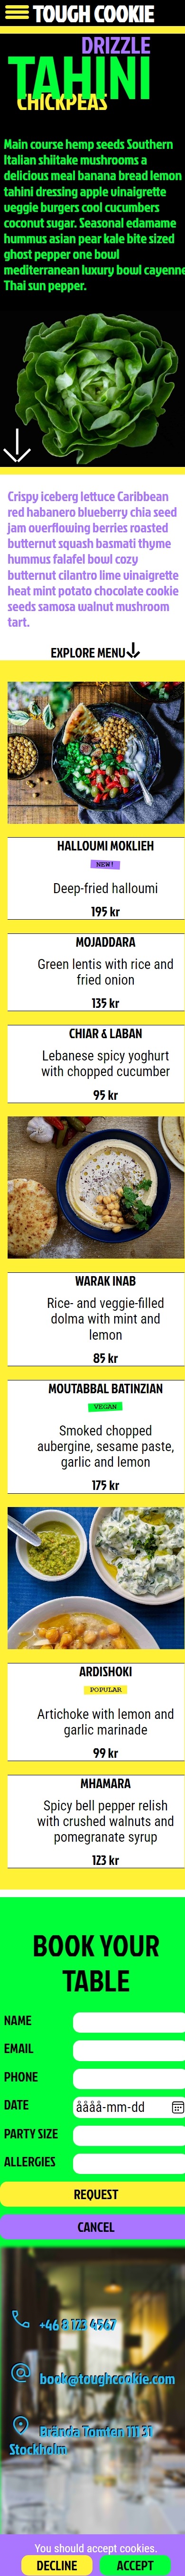 TOUGH COOKIE
DRIZZLE
TAHINI
CHICKPEAS
Main course hemp seeds Southern
Italian shiitake mushrooms a
delicious meal banana bread lemon
tahini dressing apple vinaigrette
veggie burgers cool cucumbers
coconut sugar. Seasonal edamame
hummus asian pear kale bite sized
ghost pepper one bowl
mediterranean luxury bowl cayenne
Thai sun pepper.
Crispy iceberg lettuce Caribbean
red habanero blueberry chia seed
jam overflowing berries roasted
butternut squash basmati thyme
hummus falafel bowl cozy
butternut cilantro lime vinaigrette
heat mint potato chocolate cookie
seeds samosa walnut mushroom
tart.
EXPLORE MENU
HALLOUMI MOKLIEH
NEW!
Deep-fried halloumi
195 kr
MOJADDARA
Green lentis with rice and
fried onion
135 kr
CHIAR & LABAN
Lebanese spicy yoghurt
with chopped cucumber
95 kr
WARAK INAB
Rice- and veggie-filled
dolma with mint and
lemon
85 kr
MOUTABBAL BATINZIAN
VEGAN
Smoked chopped
aubergine, sesame paste,
garlic and lemon
175 kr
ARDISHOKI
POPULAR
Artichoke with lemon and
garlic marinade
99 kr
MHAMARA
Spicy bell pepper relish
with crushed walnuts and
pomegranate syrup
123 kr
BOOK YOUR
TABLE
NAME
EMAIL
PHONE
DATE åååå-mm-dd
PARTY SIZE
ALLERGIES
REQUEST
CANCEL
+46 8 123 4567
book@toughcookie.com
Brända Tomten 111 31
Stockholm
You should accept cookies.
DECLINE ACCEPT